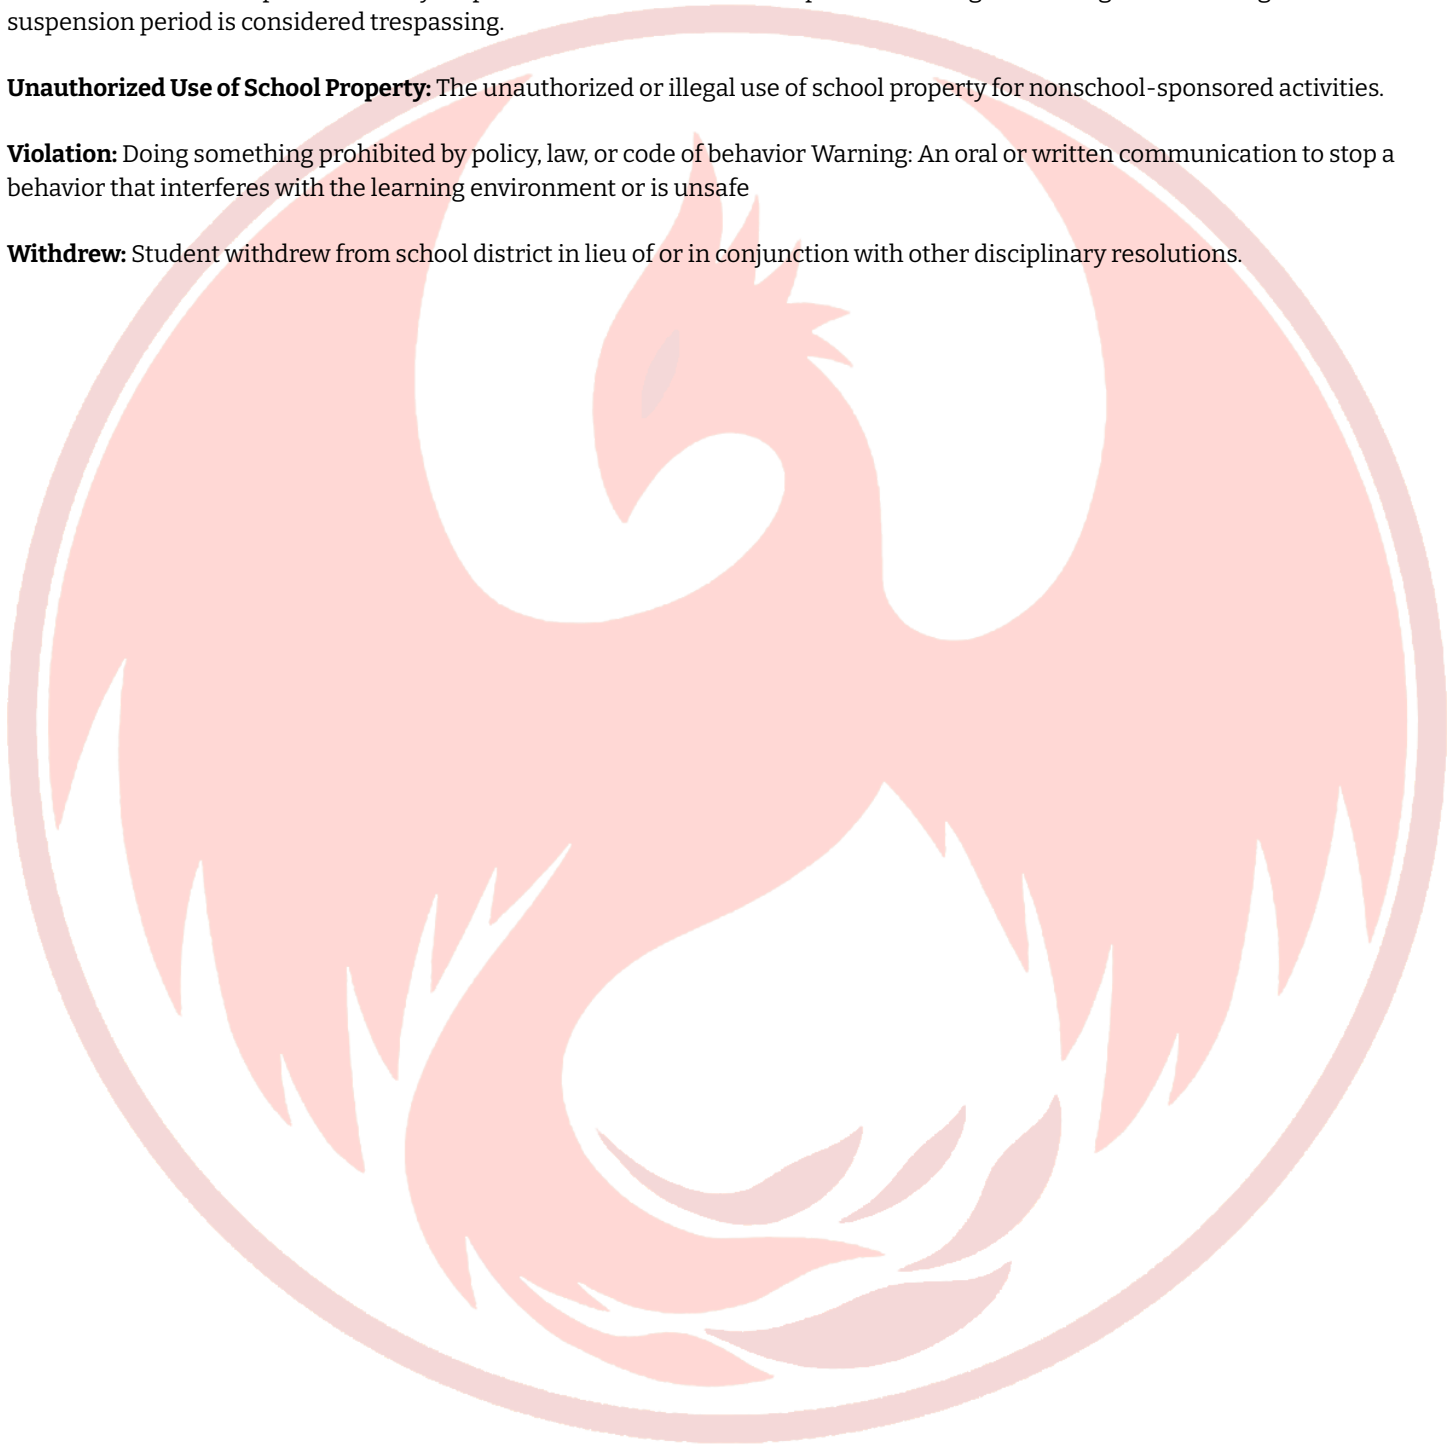 suspension period is considered trespassing.
Unauthorized Use of School Property: The unauthorized or illegal use of school property for nonschool-sponsored activities.
Violation: Doing something prohibited by policy, law, or code of behavior Warning: An oral or written communication to stop a
behavior that interferes with the learning environment or is unsafe
Withdrew: Student withdrew from school district in lieu of or in conjunction with other disciplinary resolutions.